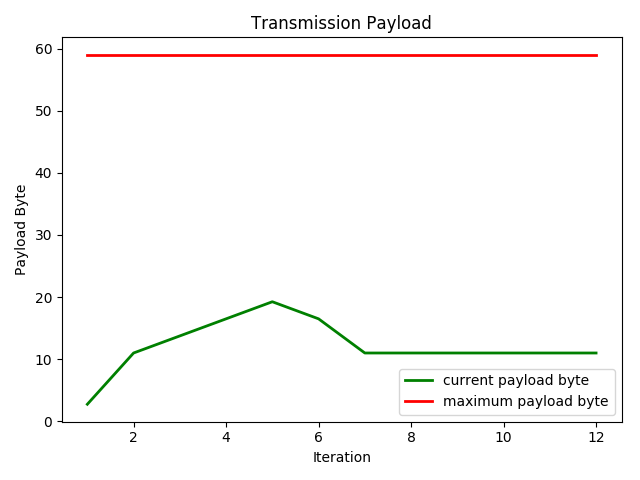 Transmission Payload
Payload Byte
60
50
40
30
20
10
0
2 4 6 8 10 12
Iteration
current payload byte
maximum payload byte